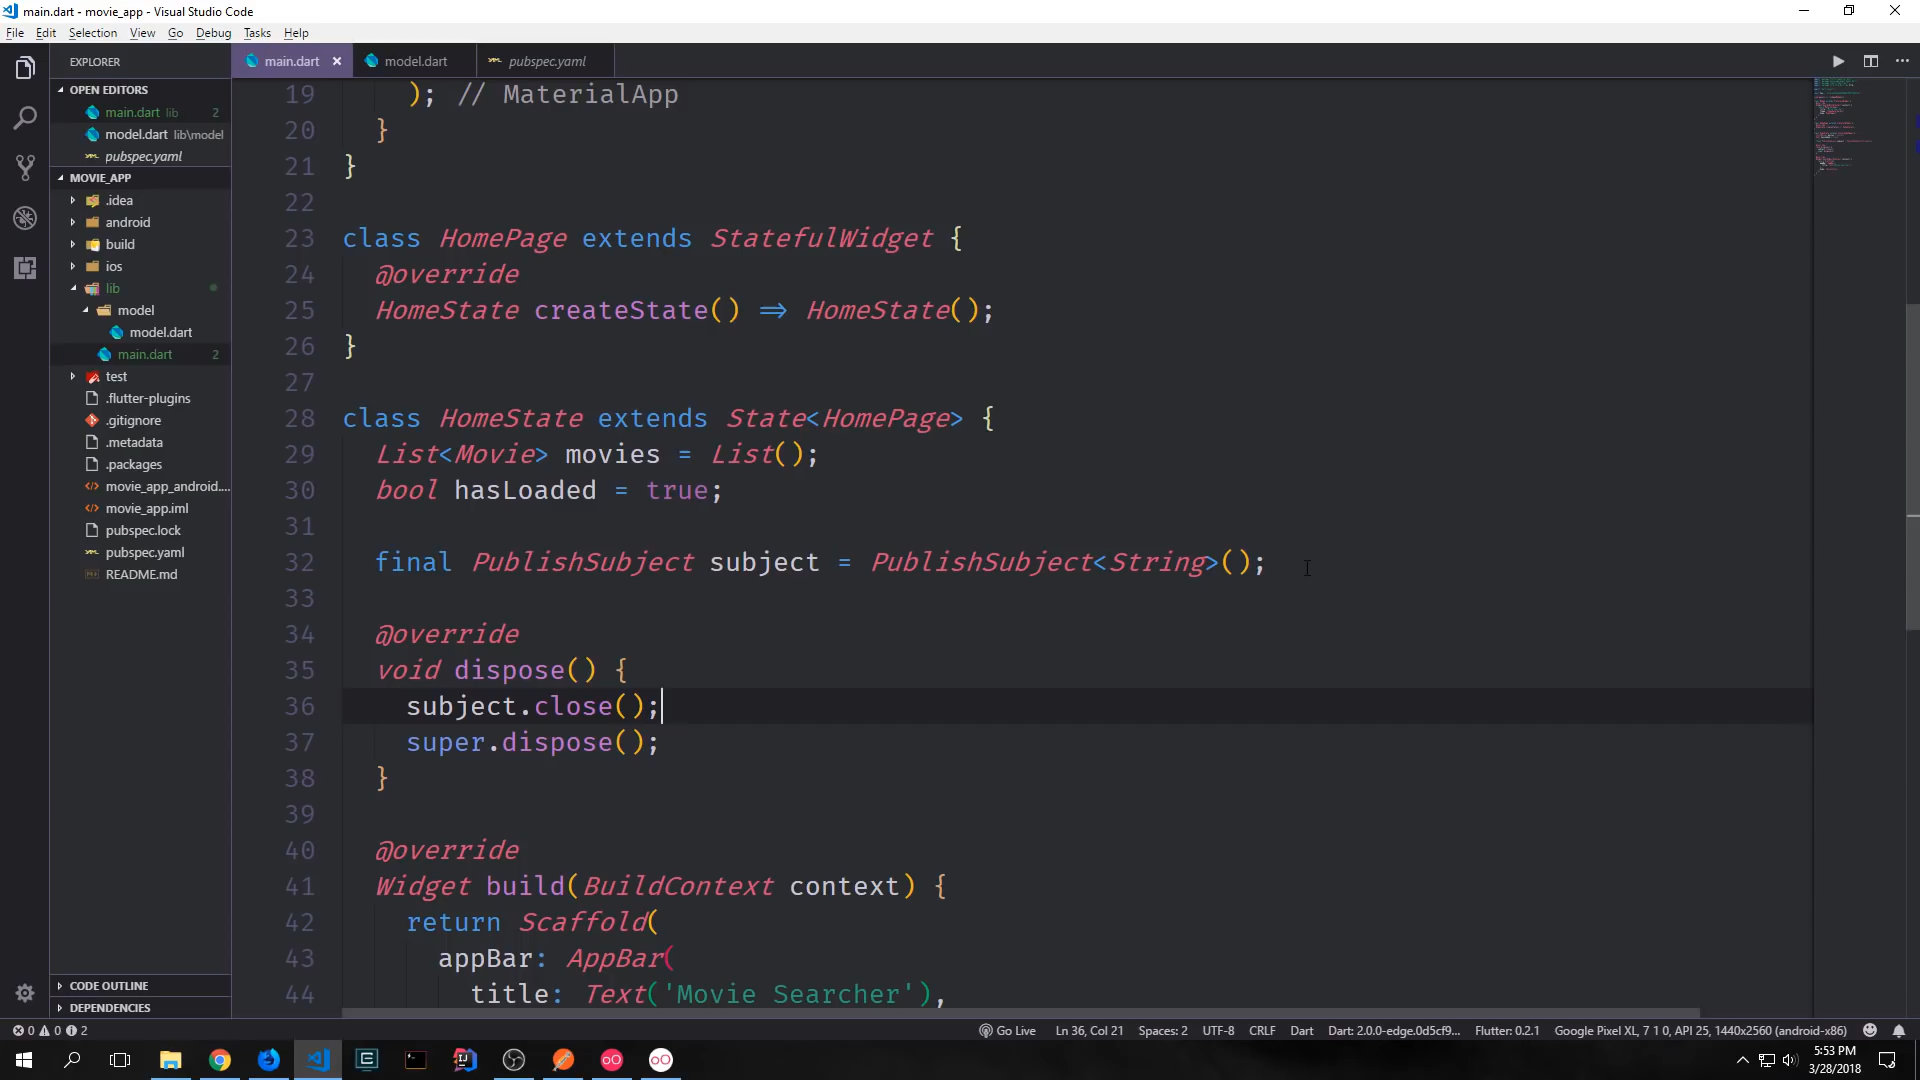 main.dart - movie_app - Visual Studio Code
File Edit Selection View Go Debug Tasks Help
EXPLORER
main.dart × model.dart pubspec.yaml
OPEN EDITORS
main.dart lib 2
model.dart lib\model
pubspec.yaml
MOVIE_APP
.idea
android
build
ios
lib
model
model.dart
main.dart 2
test
.flutter-plugins
.gitignore
.metadata
.packages
movie_app_android....
movie_app.iml
pubspec.lock
pubspec.yaml
README.md
CODE OUTLINE
DEPENDENCIES
19 ); // MaterialApp
20 }
21 }
22
23 class HomePage extends StatefulWidget {
24 @override
25 HomeState createState() => HomeState();
26 }
27
28 class HomeState extends State<HomePage> {
29 List<Movie> movies = List();
30 bool hasLoaded = true;
31
32 final PublishSubject subject = PublishSubject<String>();
33
34 @override
35 void dispose() {
36 subject.close();
37 super.dispose();
38 }
39
40 @override
41 Widget build(BuildContext context) {
42 return Scaffold(
43 appBar: AppBar(
44 title: Text('Movie Searcher'),
0 0 2 Go Live Ln 36, Col 21 Spaces: 2 UTF-8 CRLF Dart Dart: 2.0.0-edge.0d5cf9... Flutter: 0.2.1 Google Pixel XL, 7 1 0, API 25, 1440x2560 (android-x86)
5:53 PM
3/28/2018